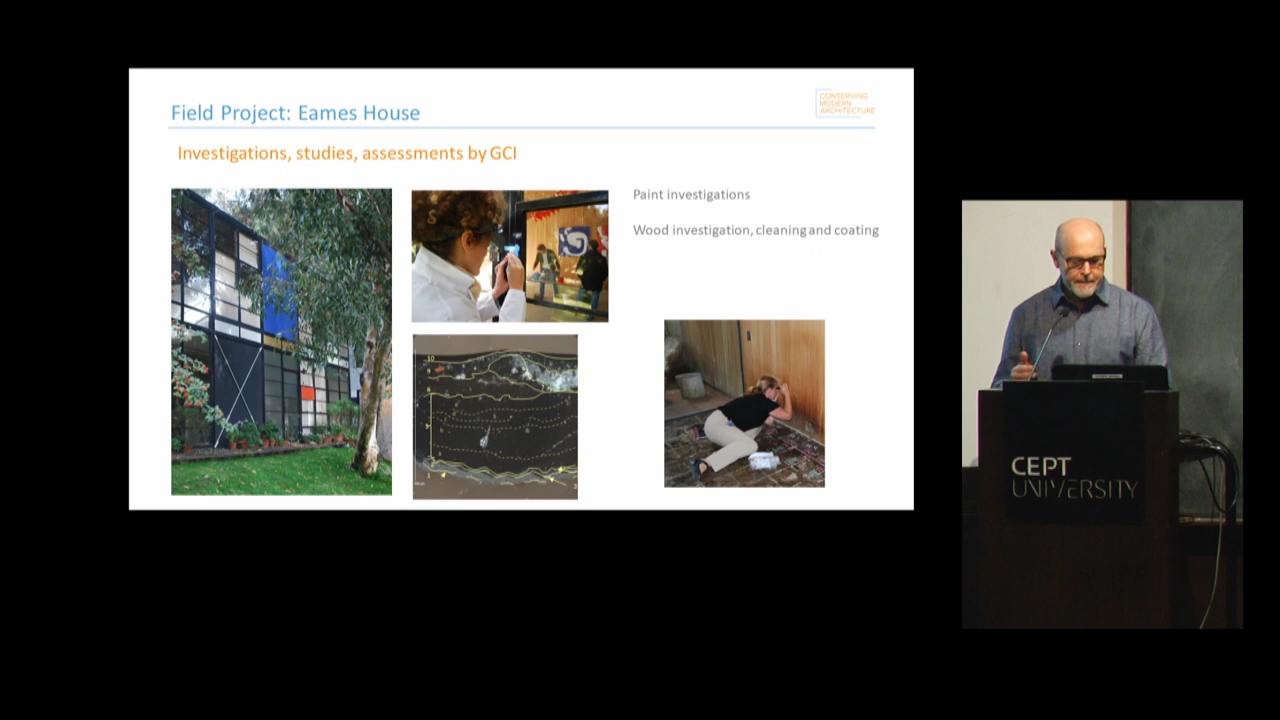 Field Project: Eames House
CONSERVING
MODERN
ARCHITECTURE
Investigations, studies, assessments by GCI
Paint investigations
Wood investigation, cleaning and coating
10
CEPT
UNIVERSITY